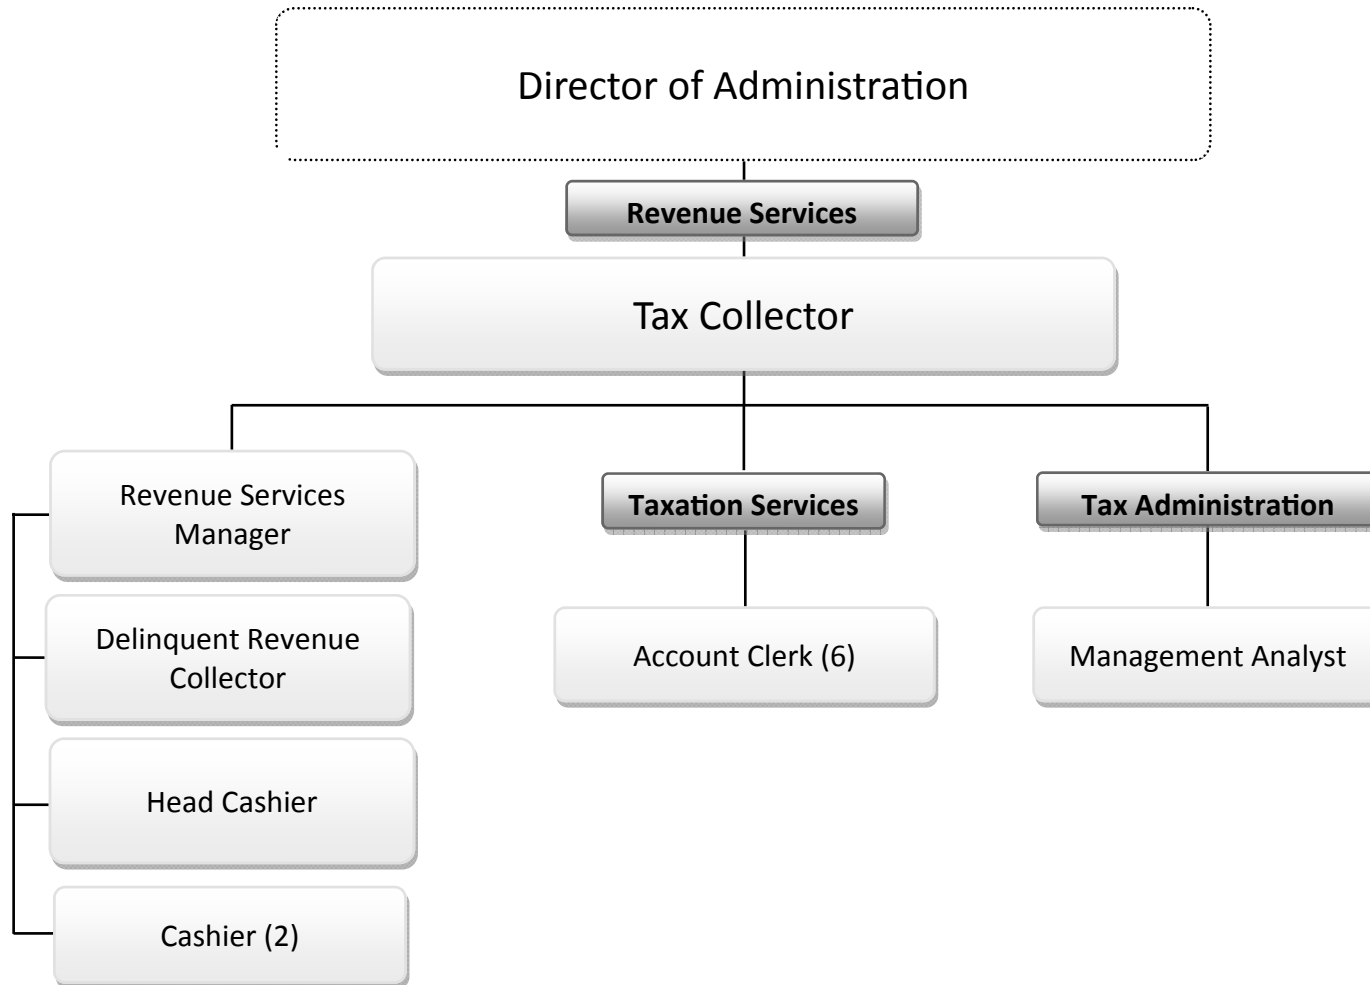 Director of Administration
Revenue Services
Tax Collector
Revenue Services
Manager
Taxation Services
Tax Administration
Delinquent Revenue
Collector
Account Clerk (6)
Management Analyst
Head Cashier
Cashier (2)